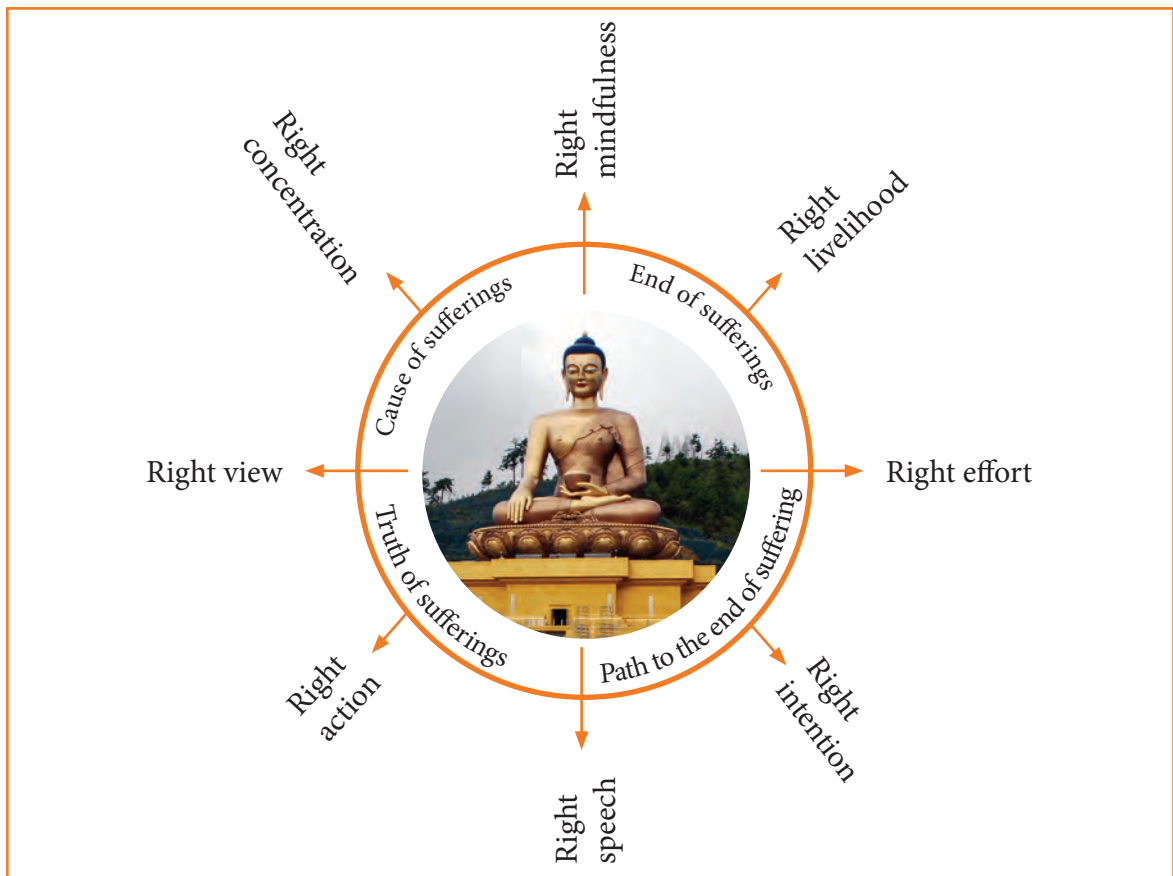 Right
mindfulness
Right
livelihood
Right effort
Right
intention
Right
speech
Right
action
Right view
Right
concentration
Cause of sufferings
End of sufferings
Path to the end of suffering
Truth of sufferings